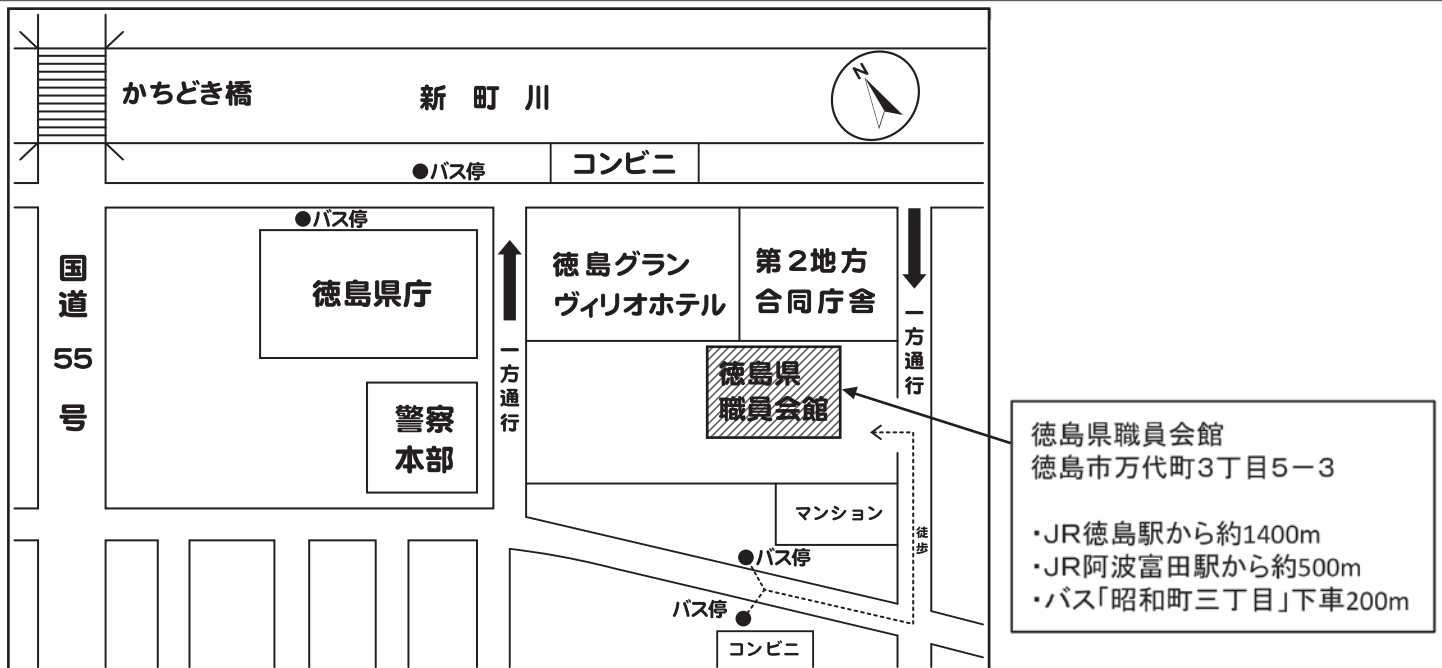 かちどき橋
新町川
N
●バス停
コンビニ
●バス停
国道55号
徳島県庁
一方通行
徳島グラン
ヴィリオホテル
第2地方
合同庁舎
一方通行
徳島県
職員会館
警察
本部
徳島県職員会館
徳島市万代町3丁目5-3
・JR徳島駅から約1400m
・JR阿波富田駅から約500m
・バス「昭和町三丁目」下車200m
マンション
徒歩
●バス停
バス停●
コンビニ